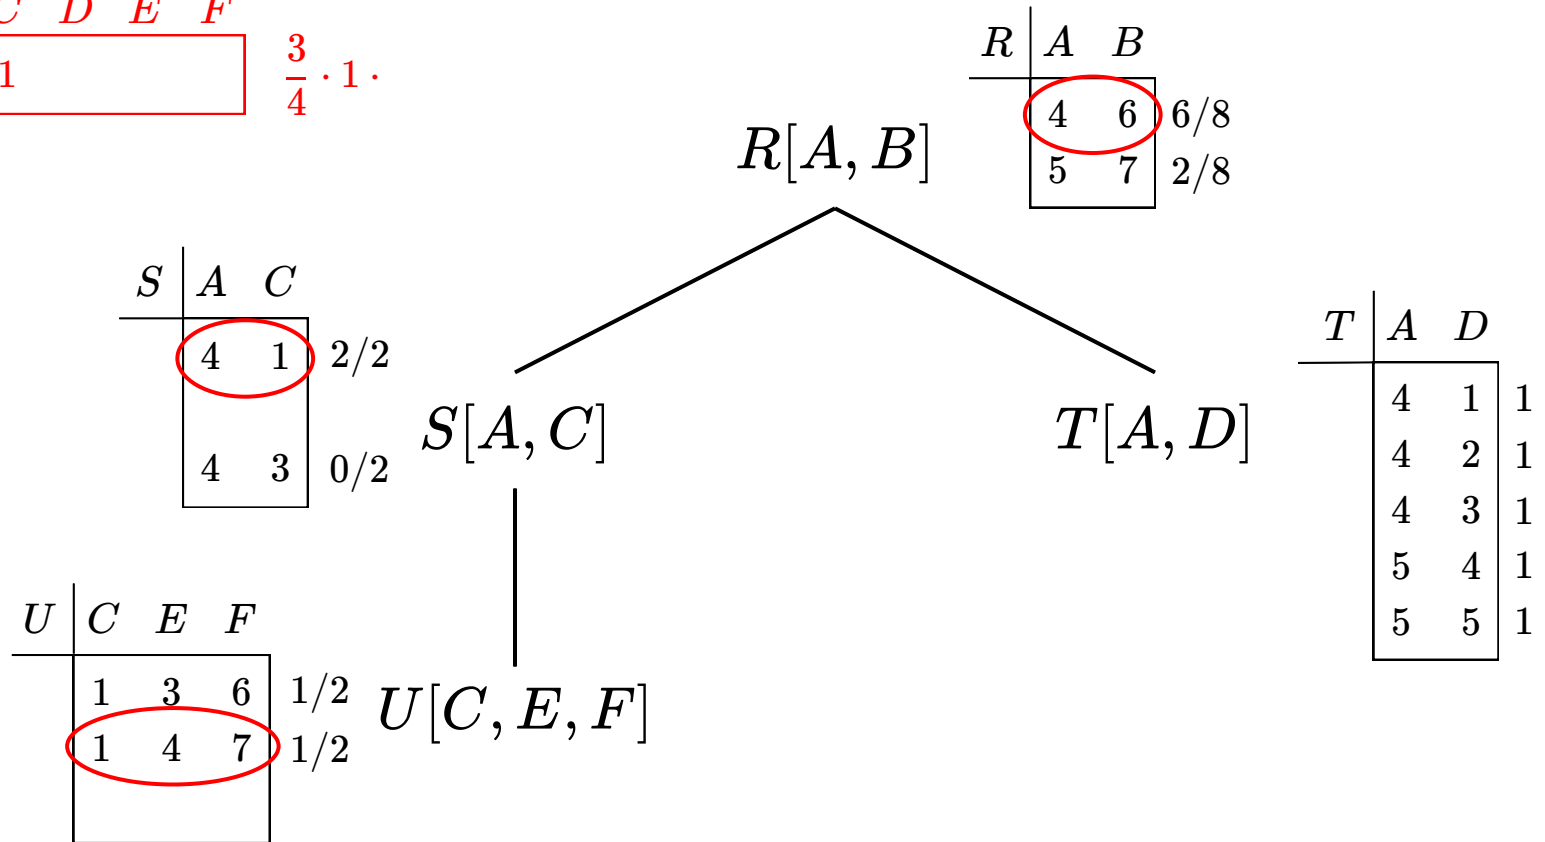 C D E F
1
3/4 · 1 ·
R A B
4 6 6/8
5 7 2/8
R[A, B]
S A C
4 1 2/2
4 3 0/2
S[A, C]
T[A, D]
T A D
4 1 1
4 2 1
4 3 1
5 4 1
5 5 1
U C E F
1 3 6 1/2
1 4 7 1/2
U[C, E, F]